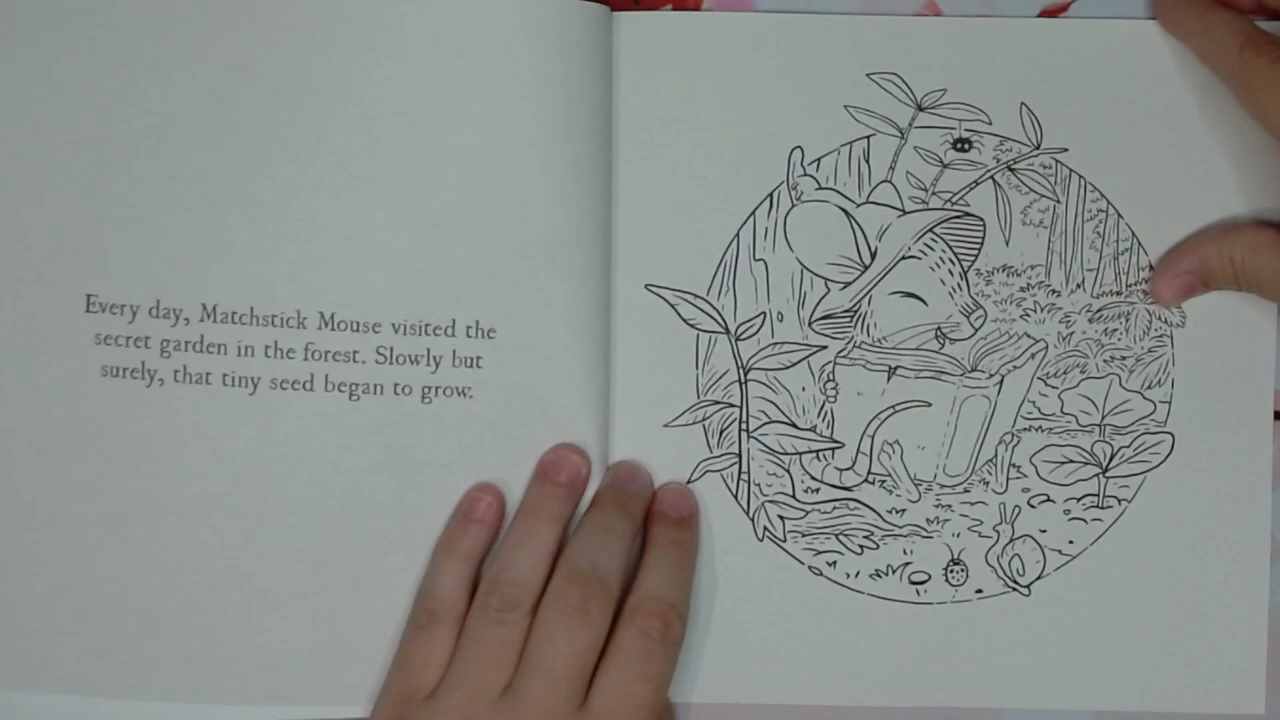 Every day, Matchstick Mouse visited the
secret garden in the forest. Slowly but
surely, that tiny seed began to grow.